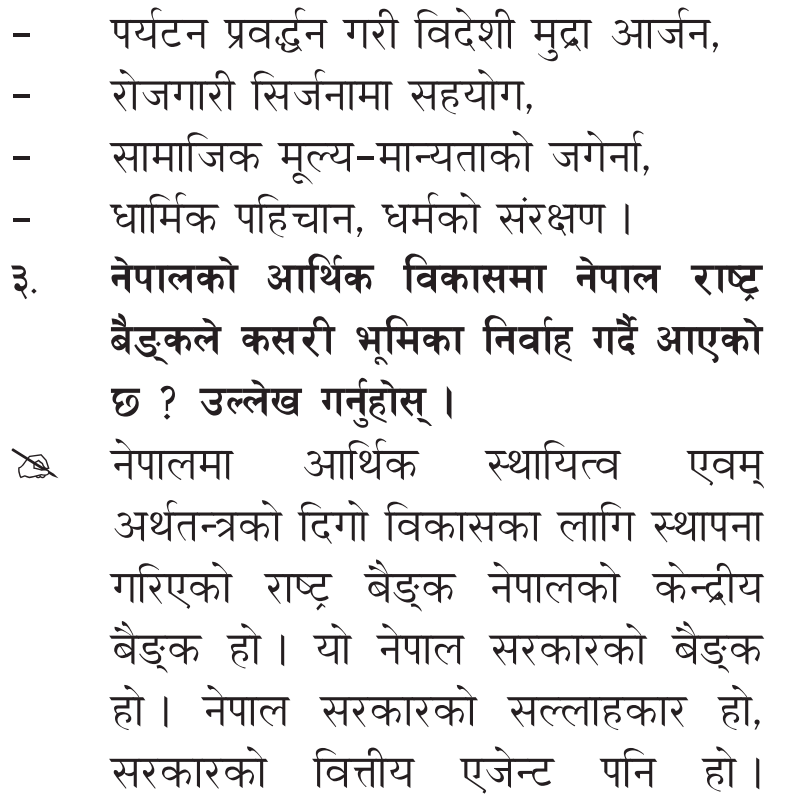 - पर्यटन प्रवर्द्धन गरी विदेशी मुद्रा आर्जन,
- रोजगारी सिर्जनामा सहयोग,
- सामाजिक मूल्य-मान्यताको जगेर्ना,
- धार्मिक पहिचान, धर्मको संरक्षण ।
३. नेपालको आर्थिक विकासमा नेपाल राष्ट्र
बैङ्कले कसरी भूमिका निर्वाह गर्दै आएको
छ ? उल्लेख गर्नुहोस् ।
नेपालमा आर्थिक स्थायित्व एवम्
अर्थतन्त्रको दिगो विकासका लागि स्थापना
गरिएको राष्ट्र बैङ्क नेपालको केन्द्रीय
बैङ्क हो । यो नेपाल सरकारको बैङ्क
हो । नेपाल सरकारको सल्लाहकार हो,
सरकारको वित्तीय एजेन्ट पनि हो ।